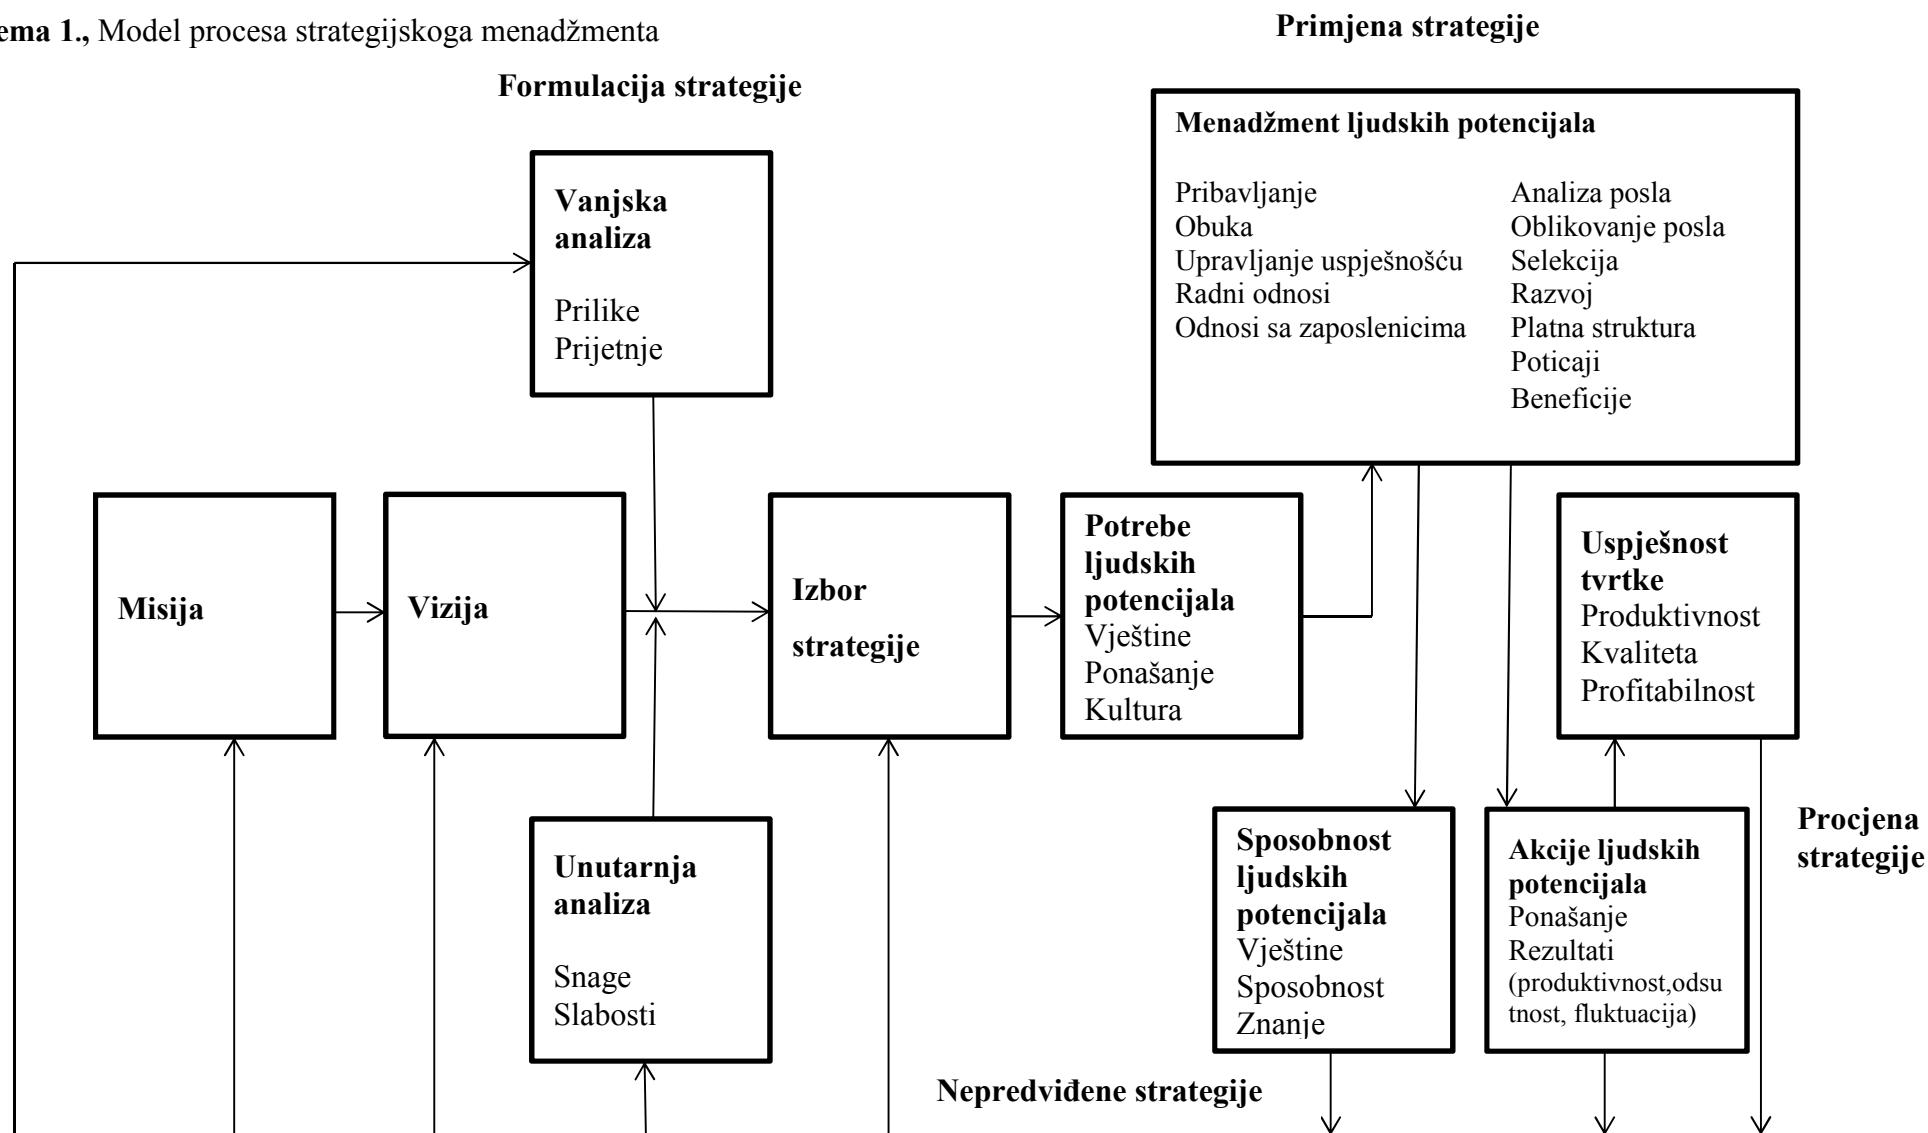 ema 1., Model procesa strategijskoga menadžmenta
Primjena strategije
Formulacija strategije
Menadžment ljudskih potencijala
Pribavljanje
Obuka
Upravljanje uspješnošću
Radni odnosi
Odnosi sa zaposlenicima
Analiza posla
Oblikovanje posla
Selekcija
Razvoj
Platna struktura
Poticaji
Beneficije
Vanjska
analiza
Prilike
Prijetnje
Misija
Vizija
Izbor
strategije
Potrebe
ljudskih
potencijala
Vještine
Ponašanje
Kultura
Uspješnost
tvrtke
Produktivnost
Kvaliteta
Profitabilnost
Unutarnja
analiza
Snage
Slabosti
Sposobnost
ljudskih
potencijala
Vještine
Sposobnost
Znanje
Akcije ljudskih
potencijala
Ponašanje
Rezultati
(produktivnost,odsu
tnost, fluktuacija)
Procjena
strategije
Nepredviđene strategije